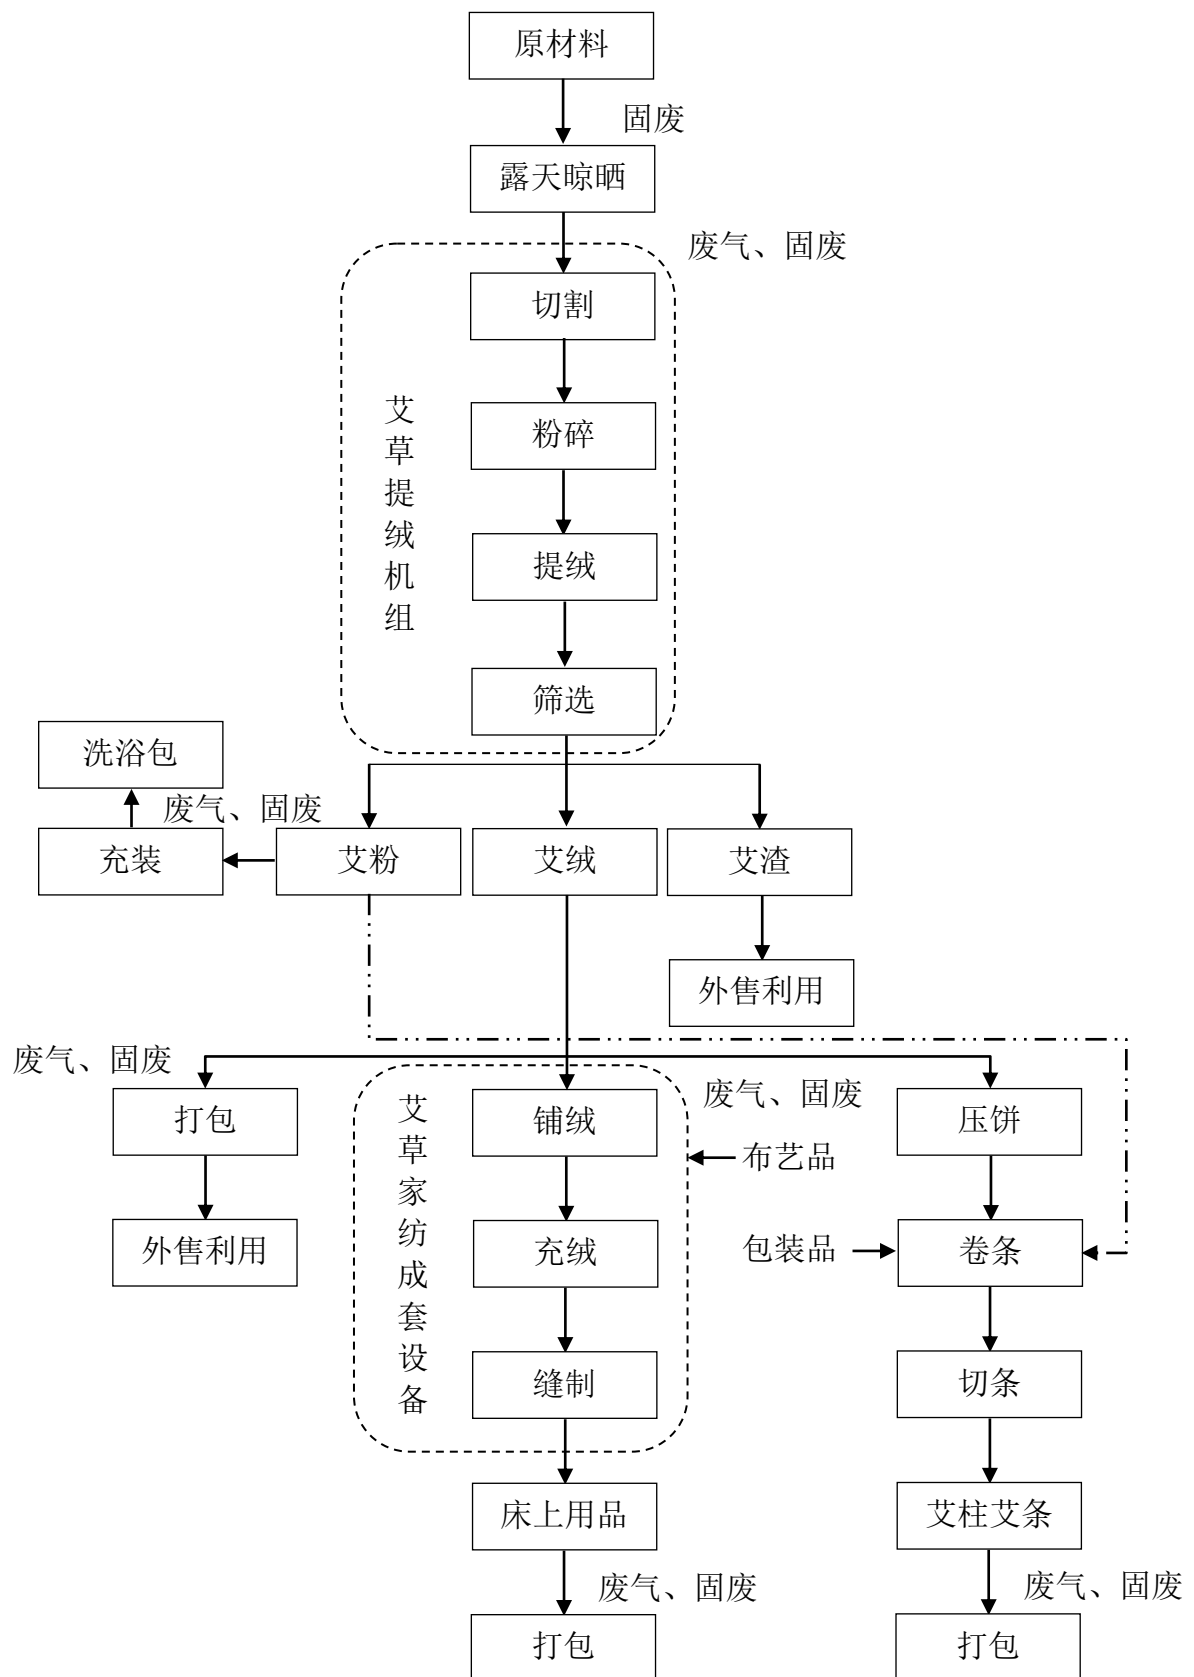 原材料
固废
露天晾晒
废气、固废
切割
艾草提绒机组
粉碎
提绒
筛选
洗浴包
废气、固废
充装
艾粉
艾绒
艾渣
外售利用
废气、固废
打包
外售利用
艾草家纺成套设备
铺绒
废气、固废
布艺品
充绒
缝制
压饼
包装品
卷条
切条
床上用品
艾柱艾条
废气、固废
废气、固废
打包
打包